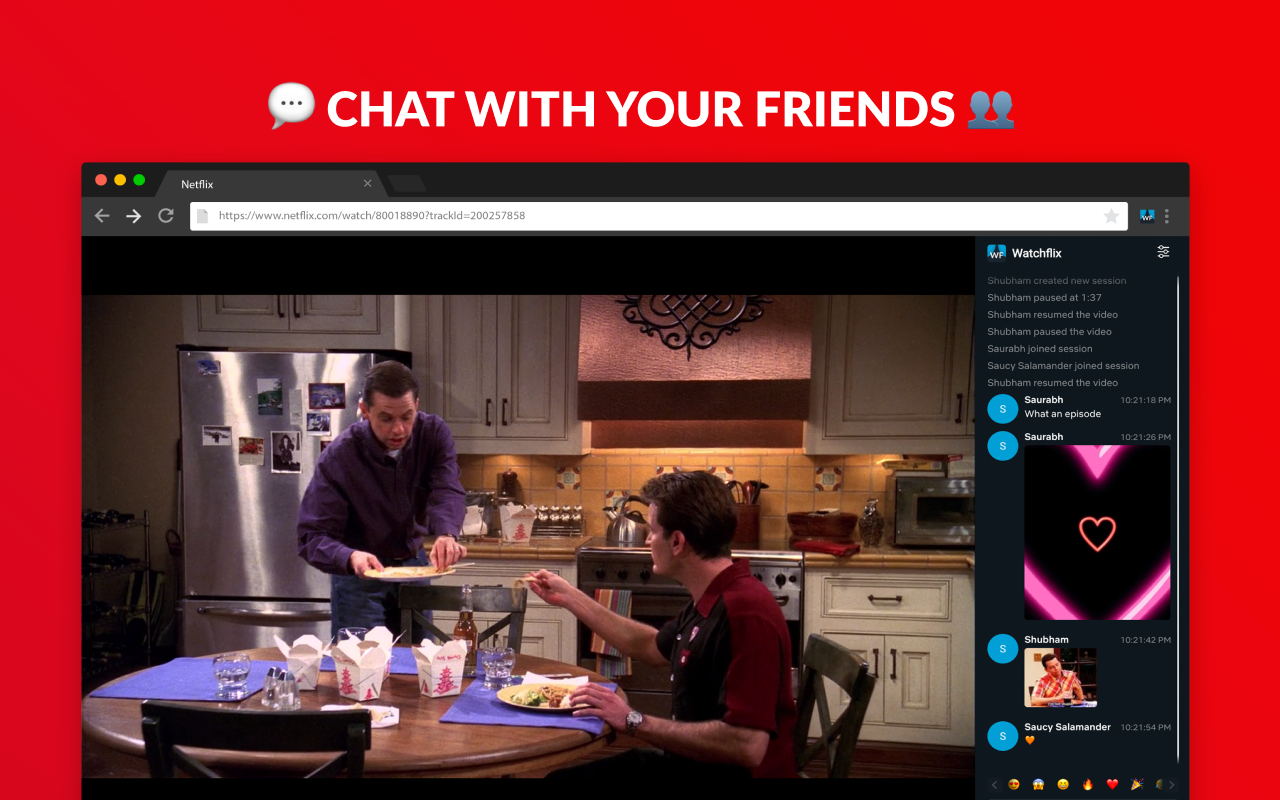 CHAT WITH YOUR FRIENDS
Netflix
https://www.netflix.com/watch/80018890?trackId=200257858
WF
WF Watchflix
Shubham created new session
Shubham paused at 1:37
Shubham resumed the video
Shubham paused the video
Saurabh joined session
Saucy Salamander joined session
Shubham resumed the video
S
Saurabh 10:21:18 PM
What an episode
S
Saurabh 10:21:26 PM
S
Shubham 10:21:42 PM
S
Saucy Salamander 10:21:54 PM